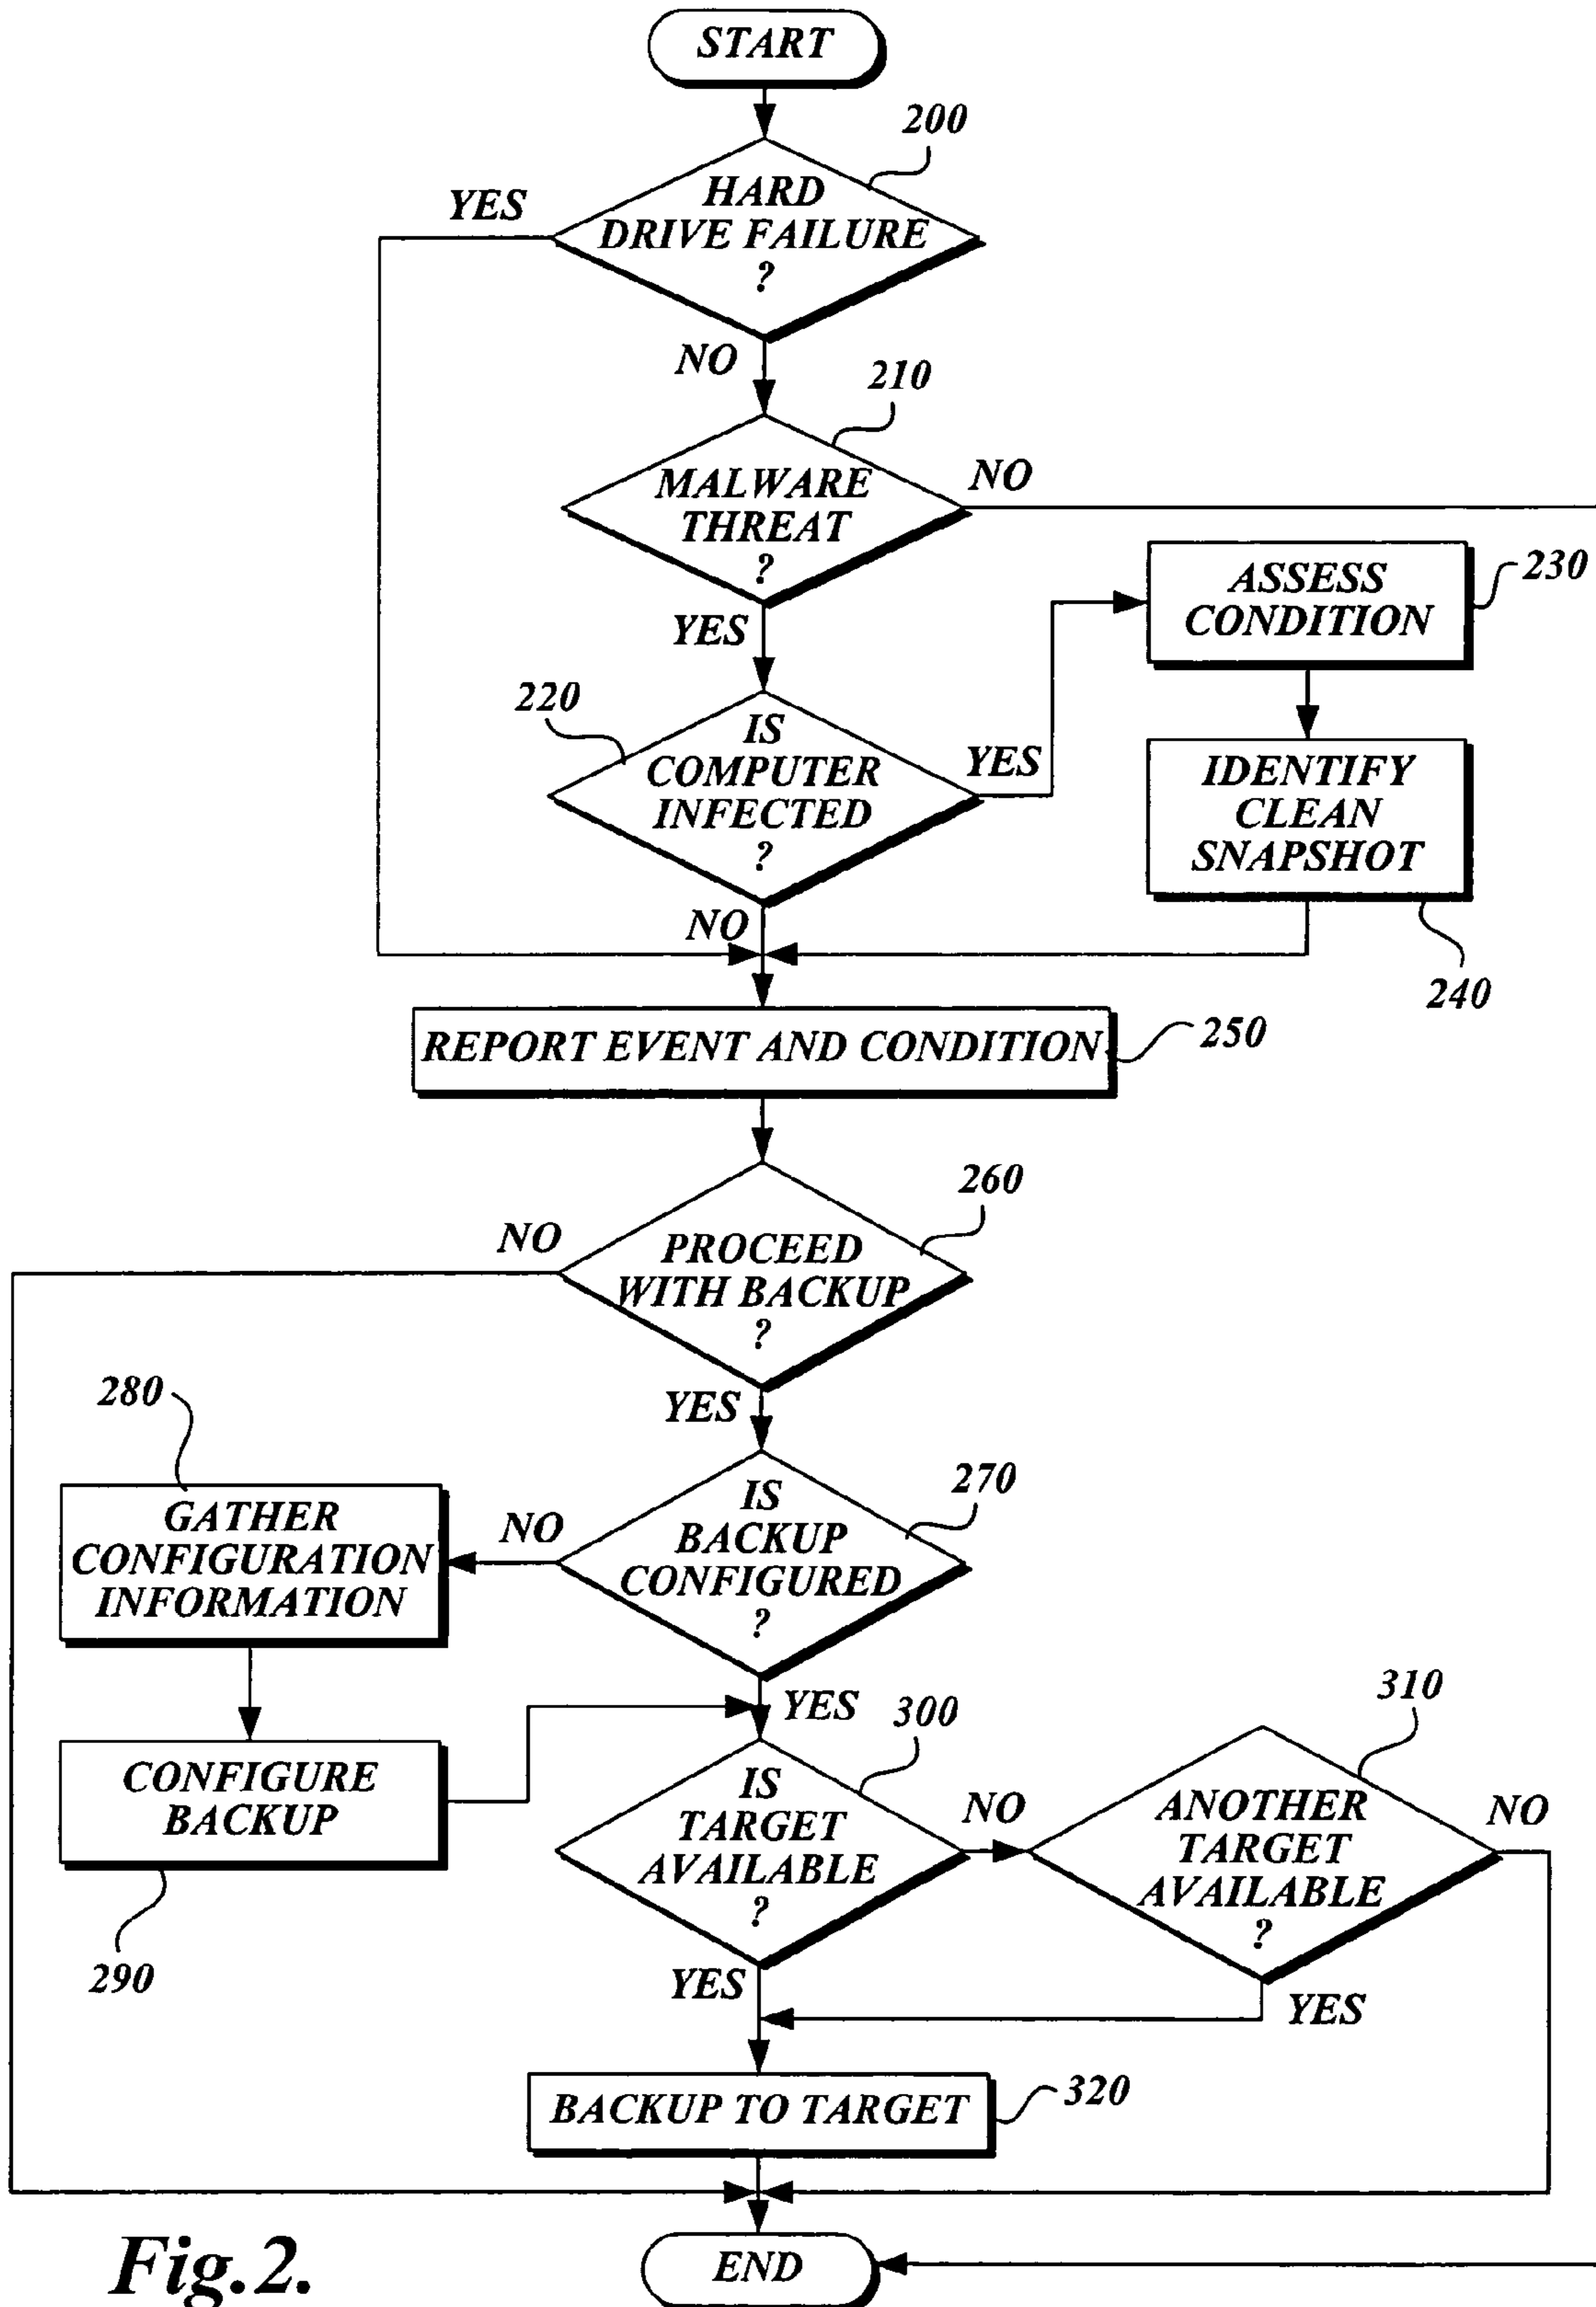 START
200
HARD
DRIVE FAILURE
?
YES
NO
210
MALWARE
THREAT
?
NO
YES
230
ASSESS
CONDITION
220
IS
COMPUTER
INFECTED
?
YES
NO
IDENTIFY
CLEAN
SNAPSHOT
240
REPORT EVENT AND CONDITION
250
260
PROCEED
WITH BACKUP
?
NO
YES
270
IS
BACKUP
CONFIGURED
?
NO
YES
280
GATHER
CONFIGURATION
INFORMATION
CONFIGURE
BACKUP
290
300
IS
TARGET
AVAILABLE
?
NO
YES
310
ANOTHER
TARGET
AVAILABLE
?
NO
YES
BACKUP TO TARGET
320
END
Fig.2.